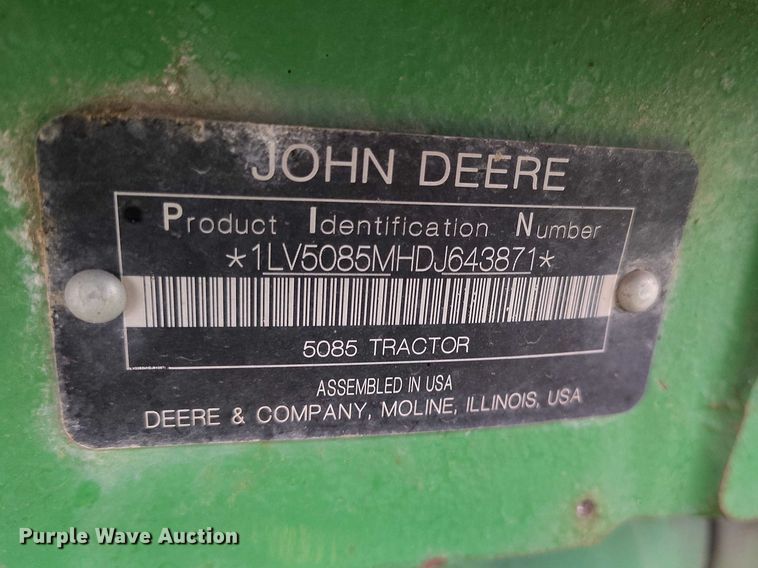 JOHN DEERE
Product Identification Number
*1LV5085MHDJ643871*
5085 TRACTOR
ASSEMBLED IN USA
DEERE & COMPANY, MOLINE, ILLINOIS, USA
Purple Wave Auction